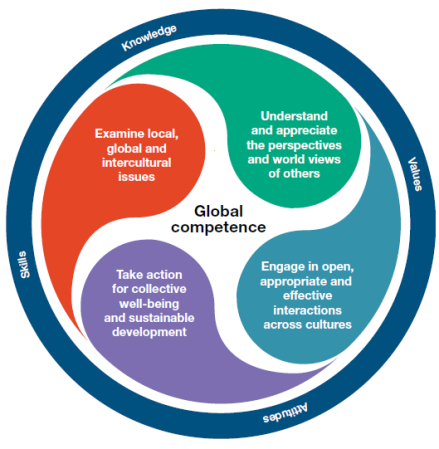 Knowledge
Examine local,
global and
intercultural
issues
Understand
and appreciate
the perspectives
and world views
of others
Values
Global
competence
Skills
Take action
for collective
well-being
and sustainable
development
Engage in open,
appropriate and
effective
interactions
across cultures
Attitudes